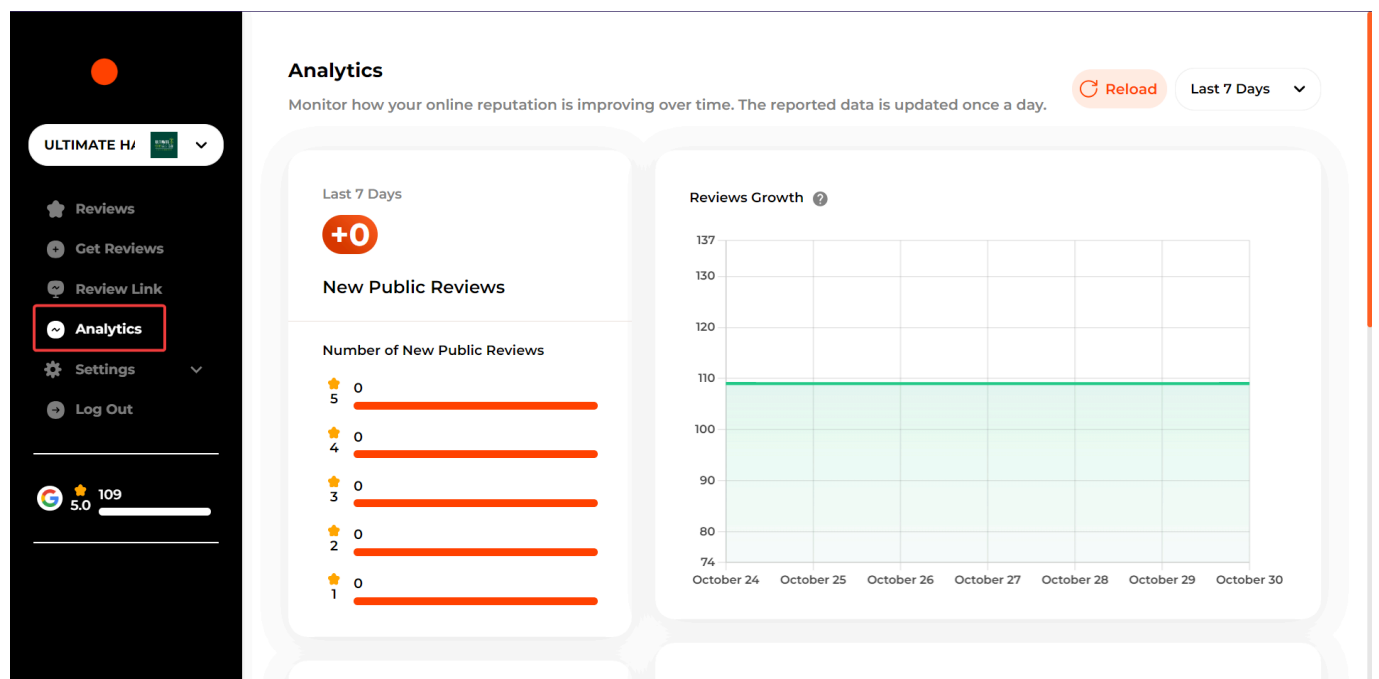 ULTIMATE HA
Reviews
Get Reviews
Review Link
Analytics
Settings
Log Out
5.0
109
Analytics
Monitor how your online reputation is improving over time. The reported data is updated once a day.
Reload
Last 7 Days
Last 7 Days
+0
New Public Reviews
Number of New Public Reviews
5 0
4 0
3 0
2 0
1 0
Reviews Growth ?
137
130
120
110
100
90
80
74
October 24 October 25 October 26 October 27 October 28 October 29 October 30